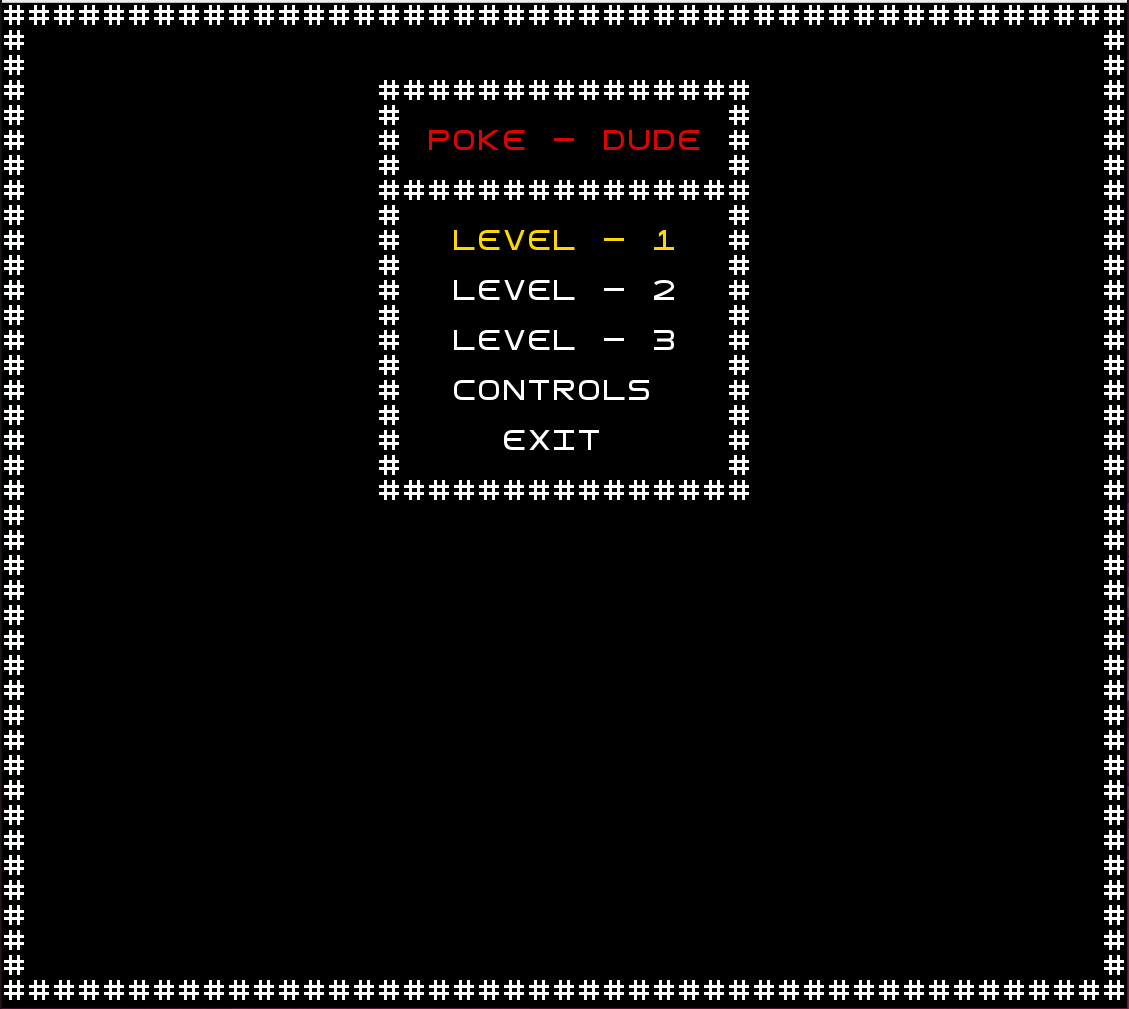 POKE - DUDE
LEVEL - 1
LEVEL - 2
LEVEL - 3
CONTROLS
EXIT